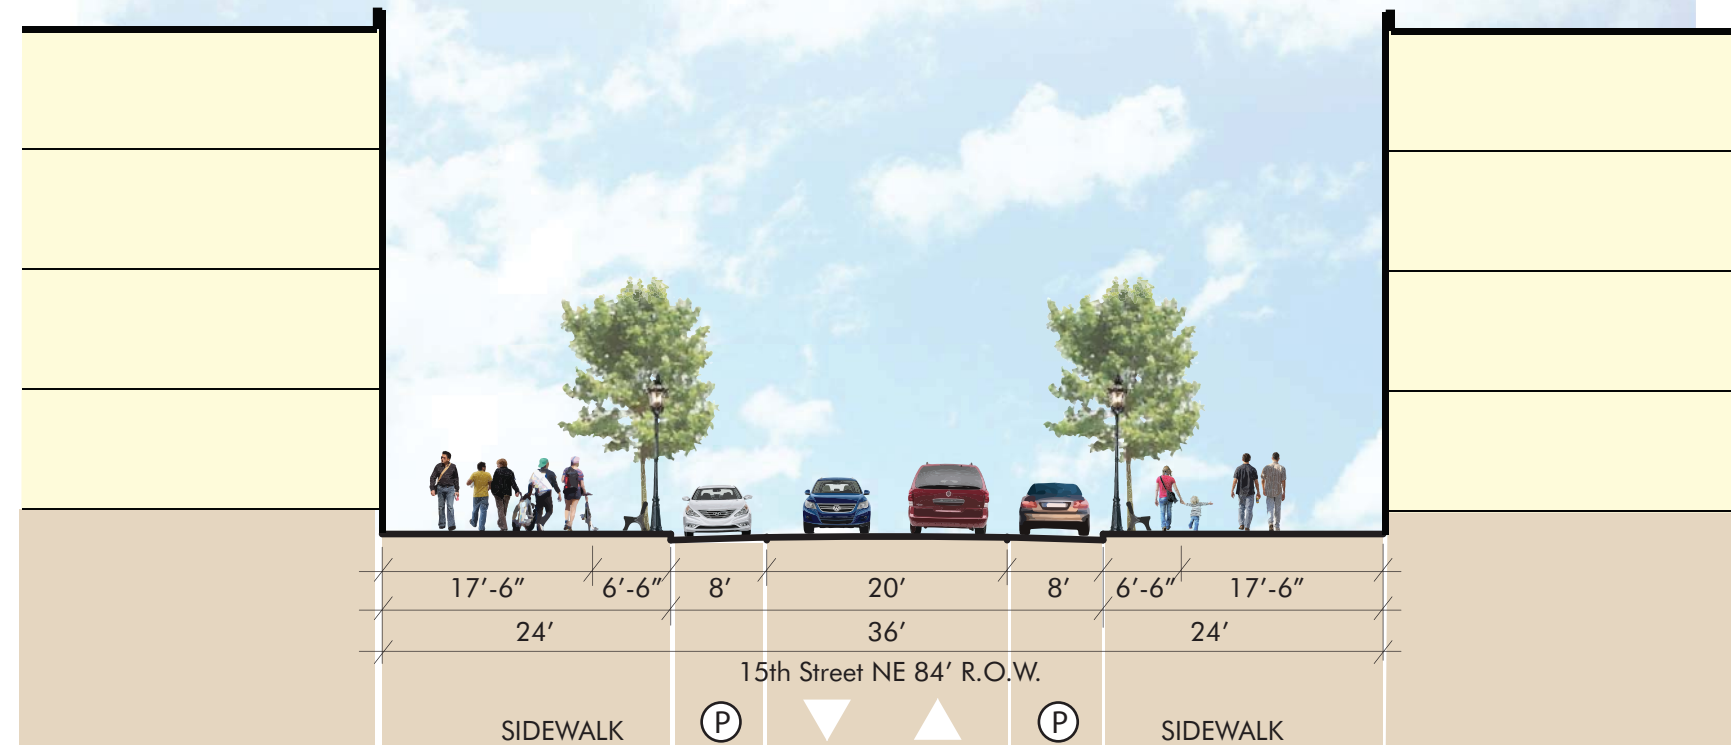 17'-6" 6'-6" 8' 20' 8' 6'-6" 17'-6"
24' 36' 24'
15th Street NE 84' R.O.W.
SIDEWALK P P SIDEWALK